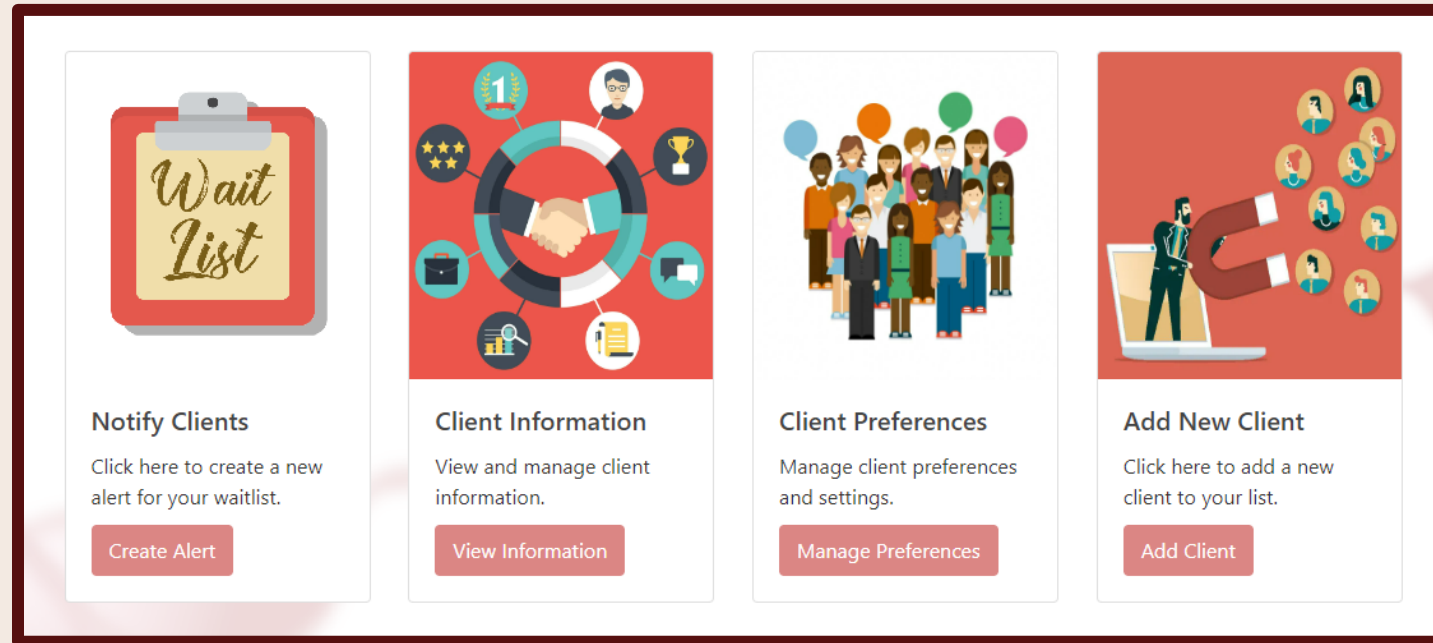 Wait
List
1
Notify Clients
Click here to create a new
alert for your waitlist.
Create Alert
Client Information
View and manage client
information.
View Information
Client Preferences
Manage client preferences
and settings.
Manage Preferences
Add New Client
Click here to add a new
client to your list.
Add Client